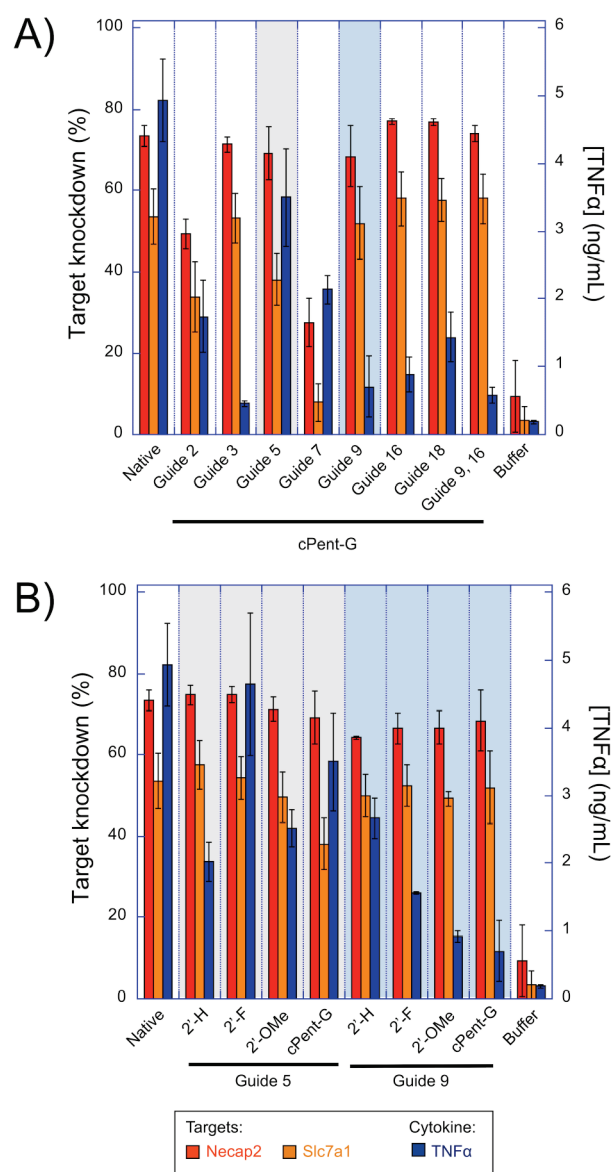 A)
100
80
60
40
20
0
Target knockdown (%)
6
5
4
3
2
1
0
[TNFα] (ng/mL)
Native
Guide 2
Guide 3
Guide 5
Guide 7
Guide 9
Guide 16
Guide 18
Guide 9, 16
Buffer
cPent-G
B)
100
80
60
40
20
0
Target knockdown (%)
6
5
4
3
2
1
0
[TNFα] (ng/mL)
Native
2'-H
2'-F
2'-OMe
cPent-G
2'-H
2'-F
2'-OMe
cPent-G
Buffer
Guide 5
Guide 9
Targets: Cytokine:
Necap2 Slc7a1 TNFα